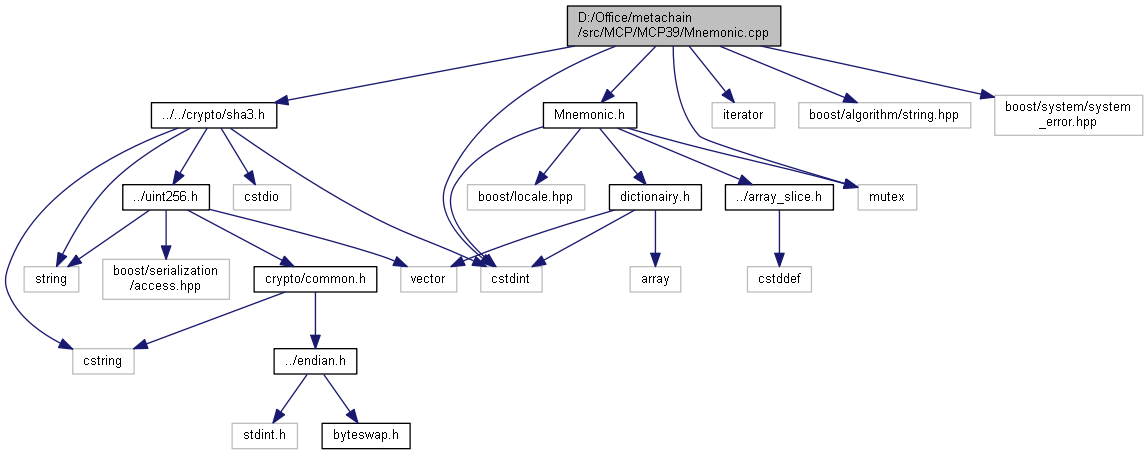 D:/Office/metachain
/src/MCP/MCP39/Mnemonic.cpp
../../crypto/sha3.h
Mnemonic.h
iterator
boost/algorithm/string.hpp
boost/system/system
_error.hpp
../uint256.h
cstdio
boost/locale.hpp
dictionairy.h
../array_slice.h
mutex
string
boost/serialization
/access.hpp
crypto/common.h
vector
cstdint
array
cstddef
cstring
../endian.h
stdint.h
byteswap.h